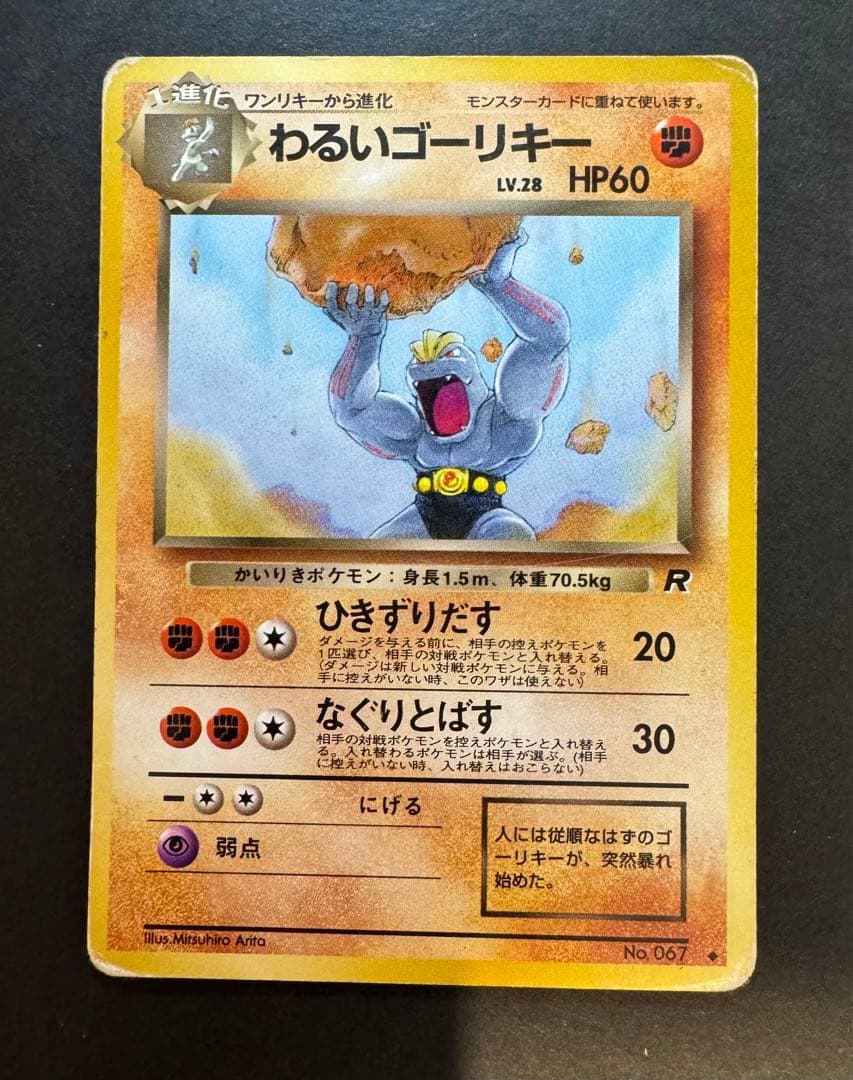 1進化
ワンリキーから進化
モンスターカードに重ねて使います。
わるいゴーリキー
LV.28 HP60
かいりきポケモン：身長1.5m、体重70.5kg
R
ひきずりだす
ダメージを与える前に、相手の控えポケモンを
1匹選び、相手の対戦ポケモンと入れ替える。
(ダメージは新しい対戦ポケモンに与える。相
手に控えがいない時、このワザは使えない)
20
なぐりとばす
相手の対戦ポケモンを控えポケモンと入れ替え
る。入れ替わるポケモンは相手が選ぶ。(相手
に控えがいない時、入れ替えはおこらない)
30
にげる
弱点
人には従順なはずのゴ
ーリキーが、突然暴れ
始めた。
Illus.Mitsuhiro Arita
No. 067